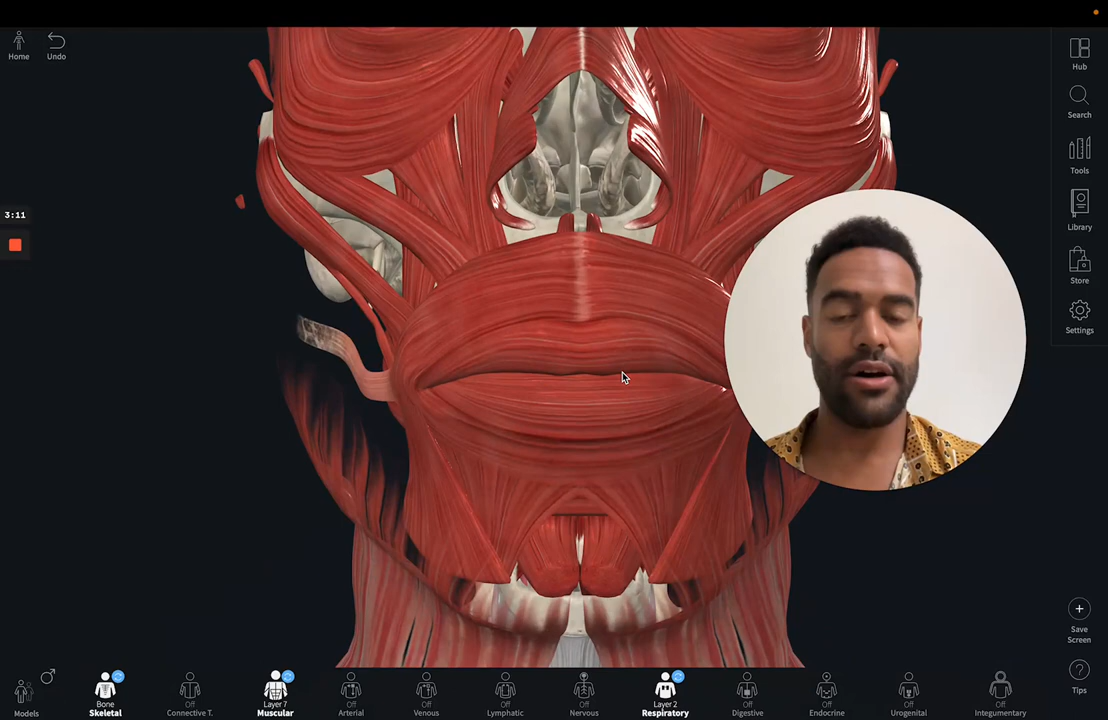 Home
Undo
Hub
Search
Tools
Library
Store
Settings
3:11
Save
Screen
Tips
Models
Bone
Skeletal
Off
Connective T.
Layer 7
Muscular
Off
Arterial
Off
Venous
Off
Lymphatic
Off
Nervous
Layer 2
Respiratory
Off
Digestive
Off
Endocrine
Off
Urogenital
Off
Integumentary